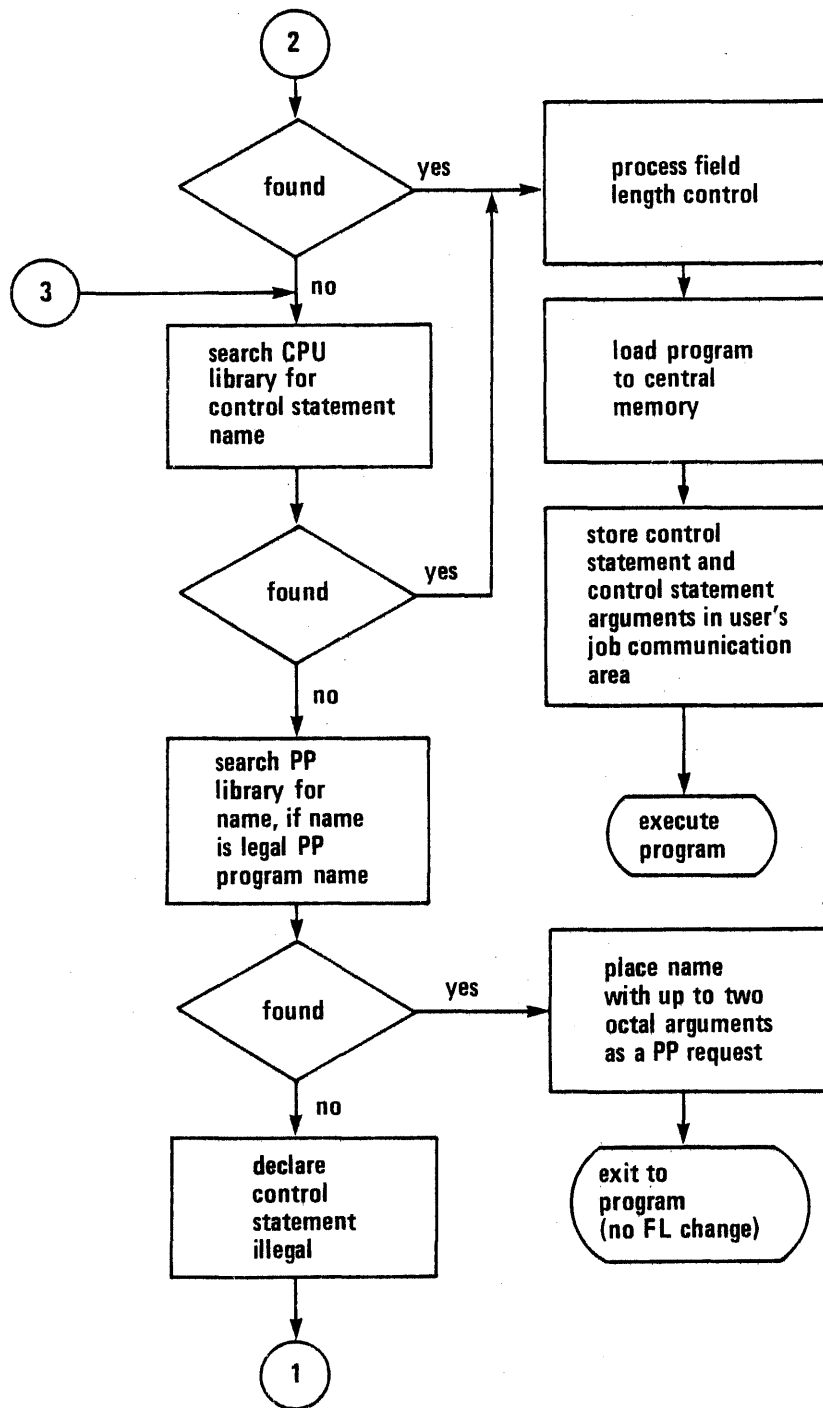 2
found
yes
process field
length control
no
3
search CPU
library for
control statement
name
load program
to central
memory
found
yes
store control
statement and
control statement
arguments in user's
job communication
area
no
search PP
library for
name, if name
is legal PP
program name
execute
program
found
yes
place name
with up to two
octal arguments
as a PP request
no
declare
control
statement
illegal
exit to
program
(no FL change)
1